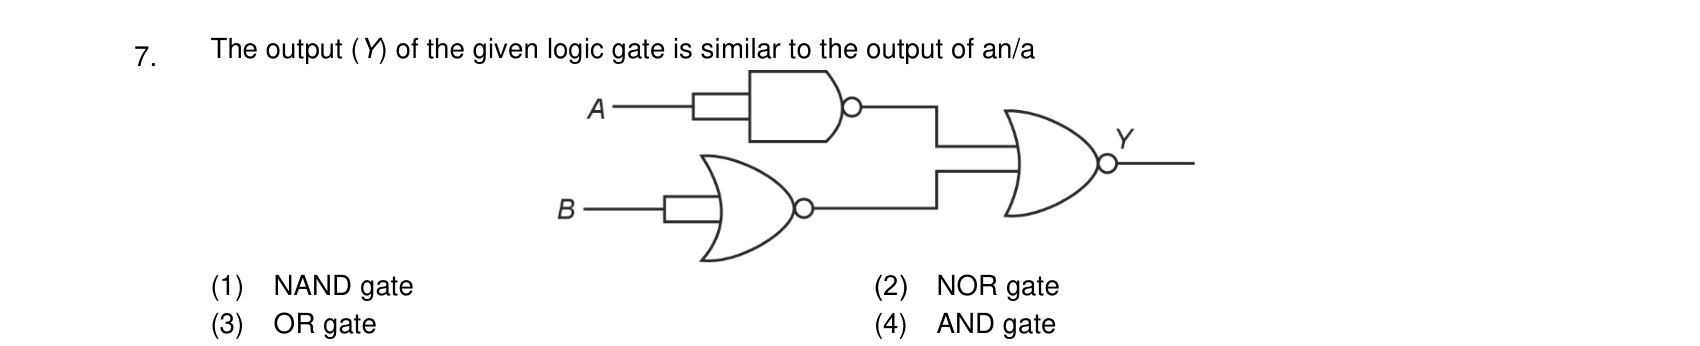 7. The output (Y) of the given logic gate is similar to the output of an/a
A
Y
B
(1) NAND gate (2) NOR gate
(3) OR gate (4) AND gate